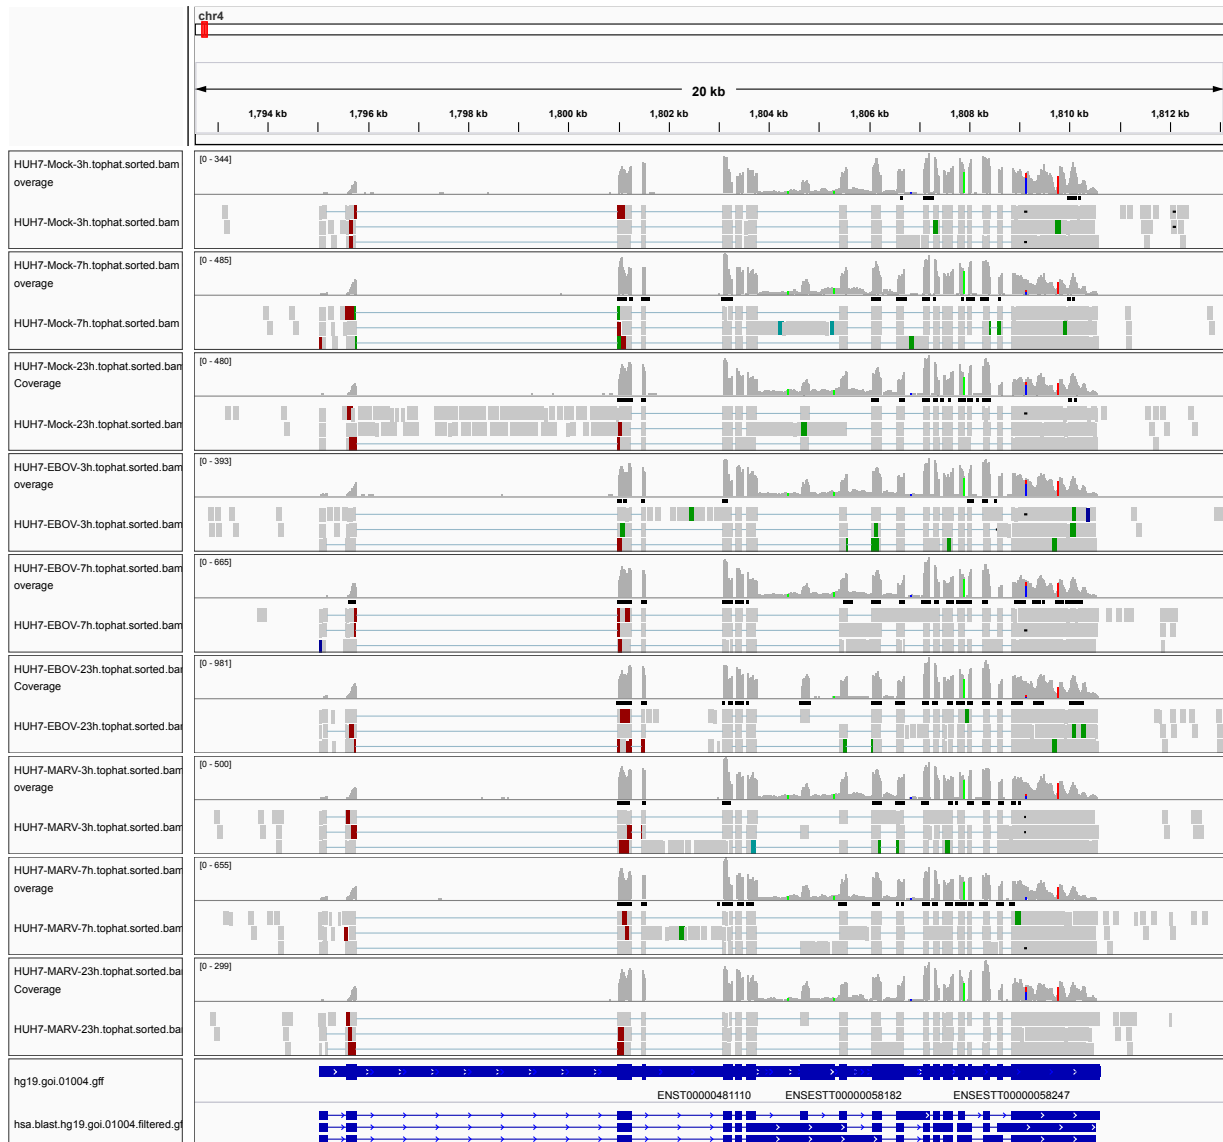 chr4
20 kb
1,794 kb 1,796 kb 1,798 kb 1,800 kb 1,802 kb 1,804 kb 1,806 kb 1,808 kb 1,810 kb 1,812 kb
HUH7-Mock-3h.tophat.sorted.bam
overage
[0 - 344]
HUH7-Mock-3h.tophat.sorted.bam
HUH7-Mock-7h.tophat.sorted.bam
overage
[0 - 485]
HUH7-Mock-7h.tophat.sorted.bam
HUH7-Mock-23h.tophat.sorted.bam
Coverage
[0 - 480]
HUH7-Mock-23h.tophat.sorted.bam
HUH7-EBOV-3h.tophat.sorted.bam
overage
[0 - 393]
HUH7-EBOV-3h.tophat.sorted.bam
HUH7-EBOV-7h.tophat.sorted.bam
overage
[0 - 665]
HUH7-EBOV-7h.tophat.sorted.bam
HUH7-EBOV-23h.tophat.sorted.bar
Coverage
[0 - 981]
HUH7-EBOV-23h.tophat.sorted.bar
HUH7-MARV-3h.tophat.sorted.bam
overage
[0 - 500]
HUH7-MARV-3h.tophat.sorted.bam
HUH7-MARV-7h.tophat.sorted.bam
overage
[0 - 655]
HUH7-MARV-7h.tophat.sorted.bam
HUH7-MARV-23h.tophat.sorted.ba
Coverage
[0 - 299]
HUH7-MARV-23h.tophat.sorted.ba
hg19.goi.01004.gff
ENST00000481110 ENSESTT00000058182 ENSESTT00000058247
hsa.blast.hg19.goi.01004.filtered.gf